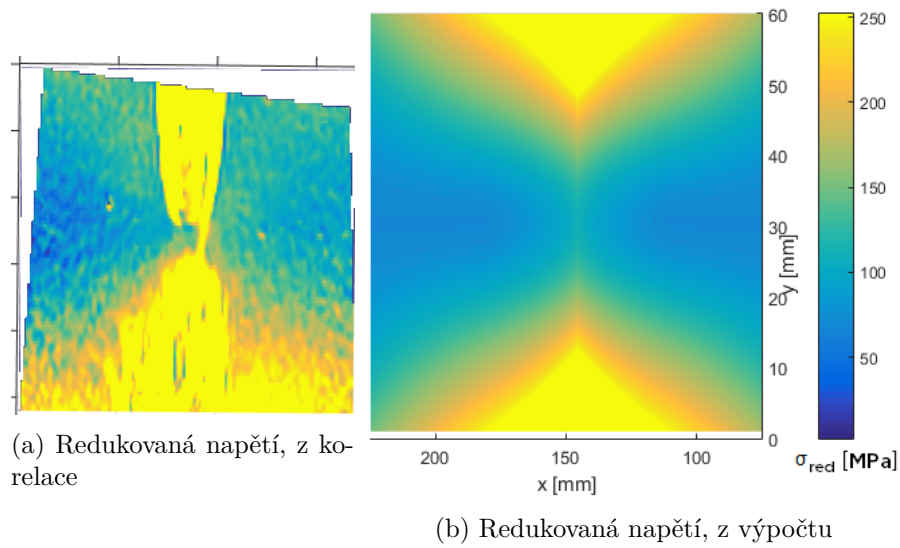 60
50
40
30
20
10
0
y [mm]
200
150
100
x [mm]
250
200
150
100
50
σred [MPa]
(a) Redukovaná napětí, z ko-
relace
(b) Redukovaná napětí, z výpočtu